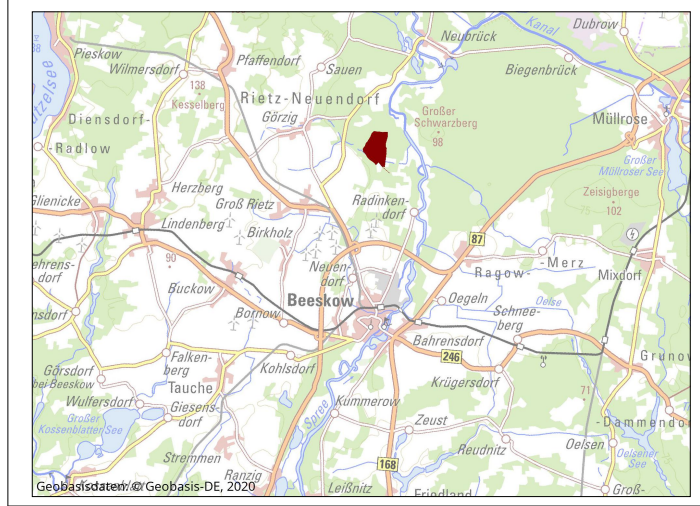 Dubrow
Kanal
Neubrück
Pieskow
Pfaffendorf
Wilmersdorf
Sauen
Biegenbrück
138
Kesselberg
Rietz-Neuendorf
Großer
Schwarzberg
98
Görzig
Müllrose
Diensdorf-
-Radlow
Großer
Müllroser See
Herzberg
Zeisigberge
102
Glienicke
Groß Rietz
Radinken-
dorf
Lindenberg
Birkholz
87
90
Neuen-
dorf
Ragow-
-Merz
Mixdorf
Buckow
Beeskow
Oegeln
Oelse
Schnee-
berg
Bornow
Bahrensdorf
246
Falken-
berg
Kohlsdorf
Görsdorf
bei Beeskow
Tauche
Krügersdorf
71
Wulfersdorf
Giesens-
dorf
Kummerow
Großer
Kossenblatter See
Spree
Zeust
-Dammendo
Reudnitz
Oelsen
Oelsener
See
Stremmen
168
Ranzig
Leißnitz
Friedland
Groß-
Geobasisdaten: © Geobasis-DE, 2020